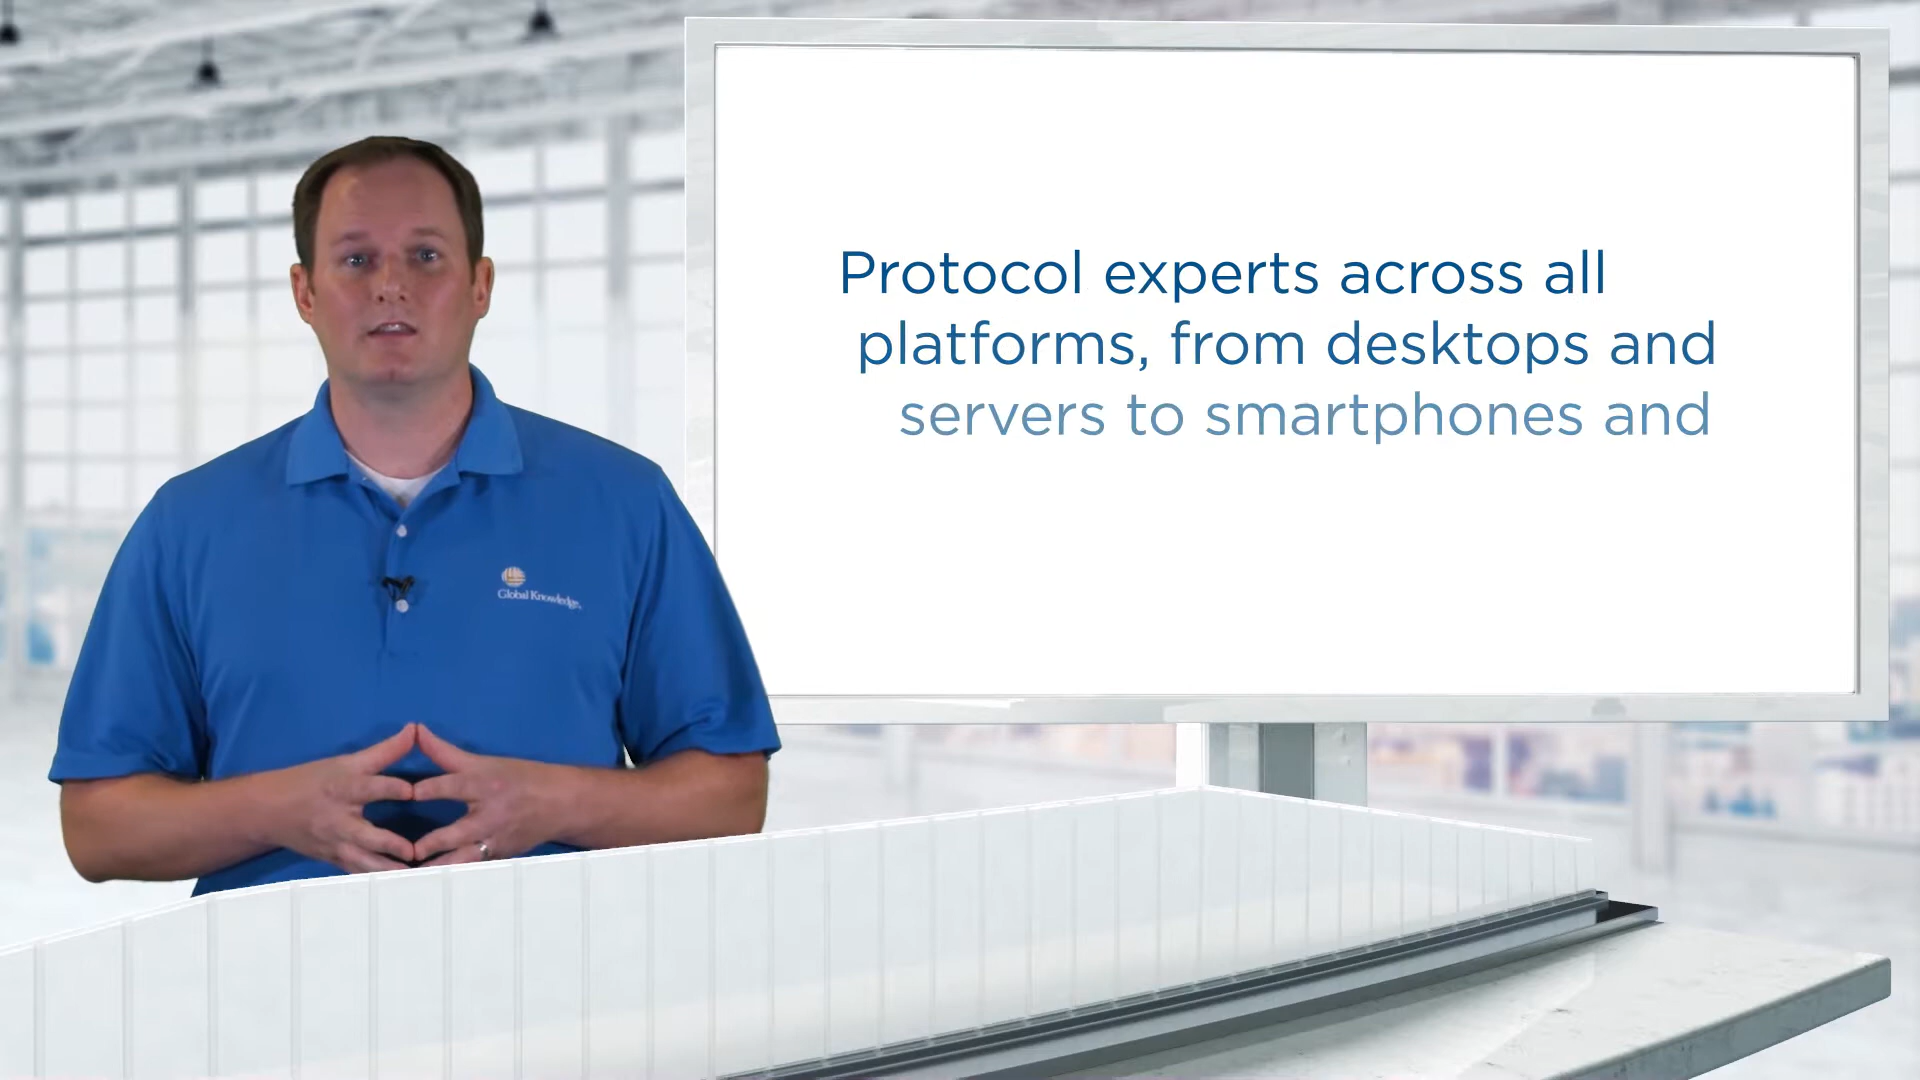 Protocol experts across all
platforms, from desktops and
servers to smartphones and
Global Knowledge